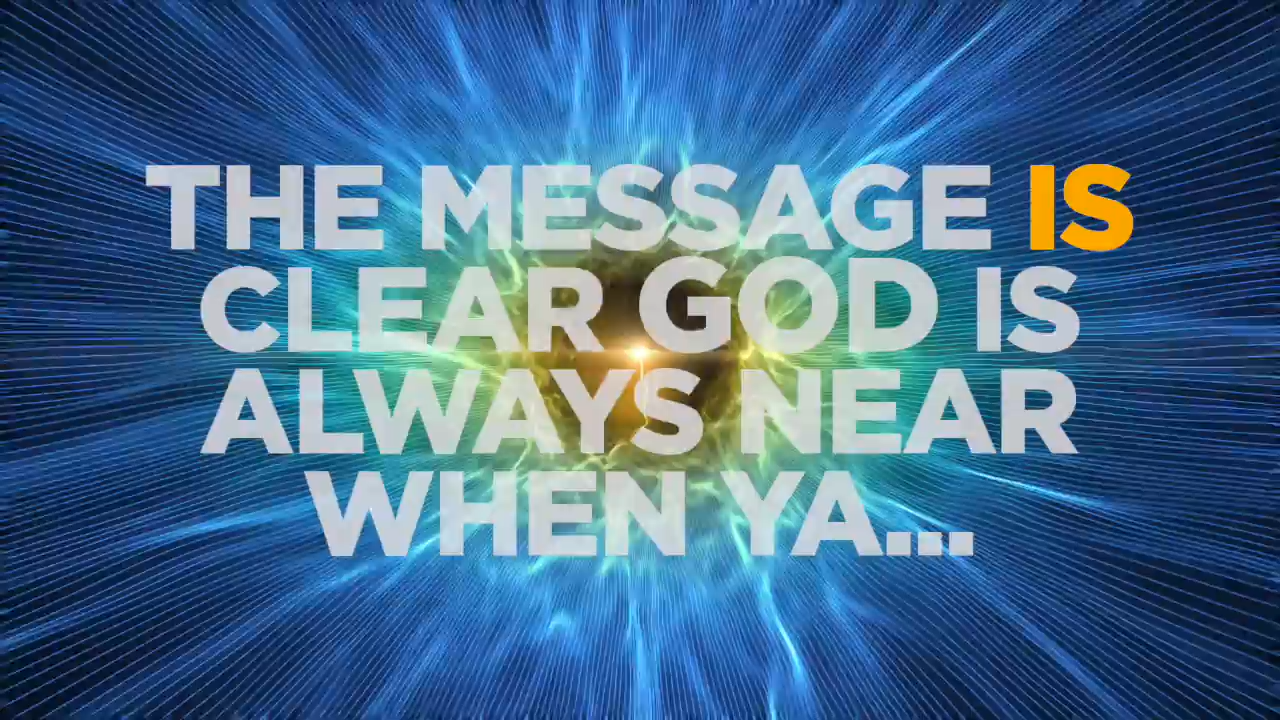 THE MESSAGE IS
CLEAR GOD IS
ALWAYS NEAR
WHEN YA...